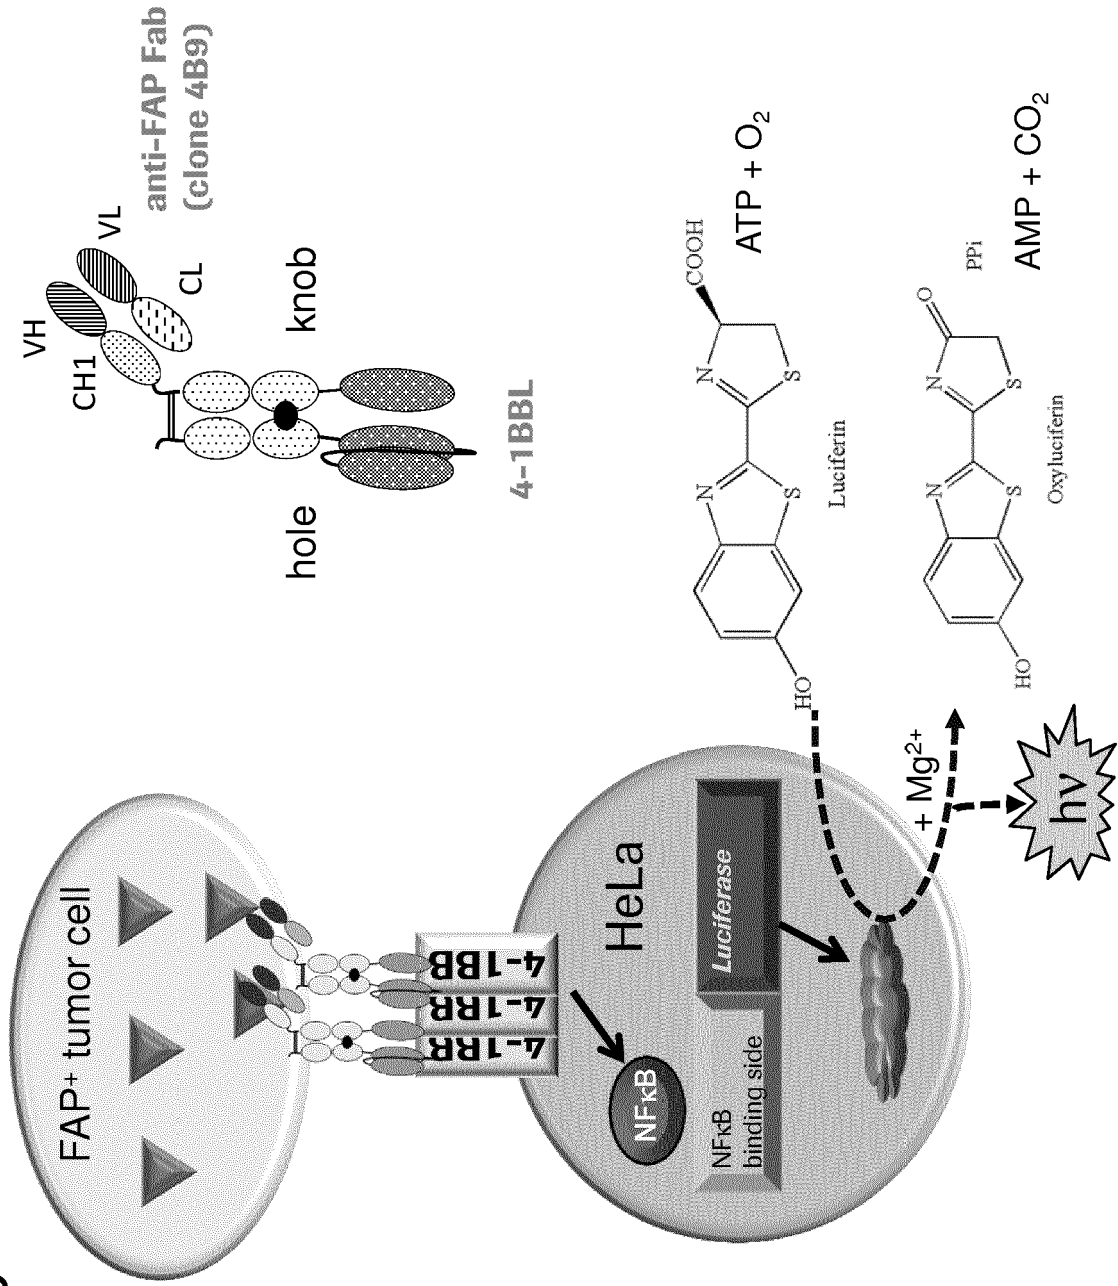 FAP⁺ tumor cell
VH
VL
CH1
CL
anti-FAP Fab
(clone 4B9)
hole
knob
4-1BBL
4-1BB
4-1BB
4-1BB
HeLa
NFκB
NFκB
binding side
Luciferase
HO
N
S
N
S
COOH
Luciferin
ATP + O₂
+ Mg²⁺
HO
N
S
N
S
O
PPi
Oxyluciferin
AMP + CO₂
hν